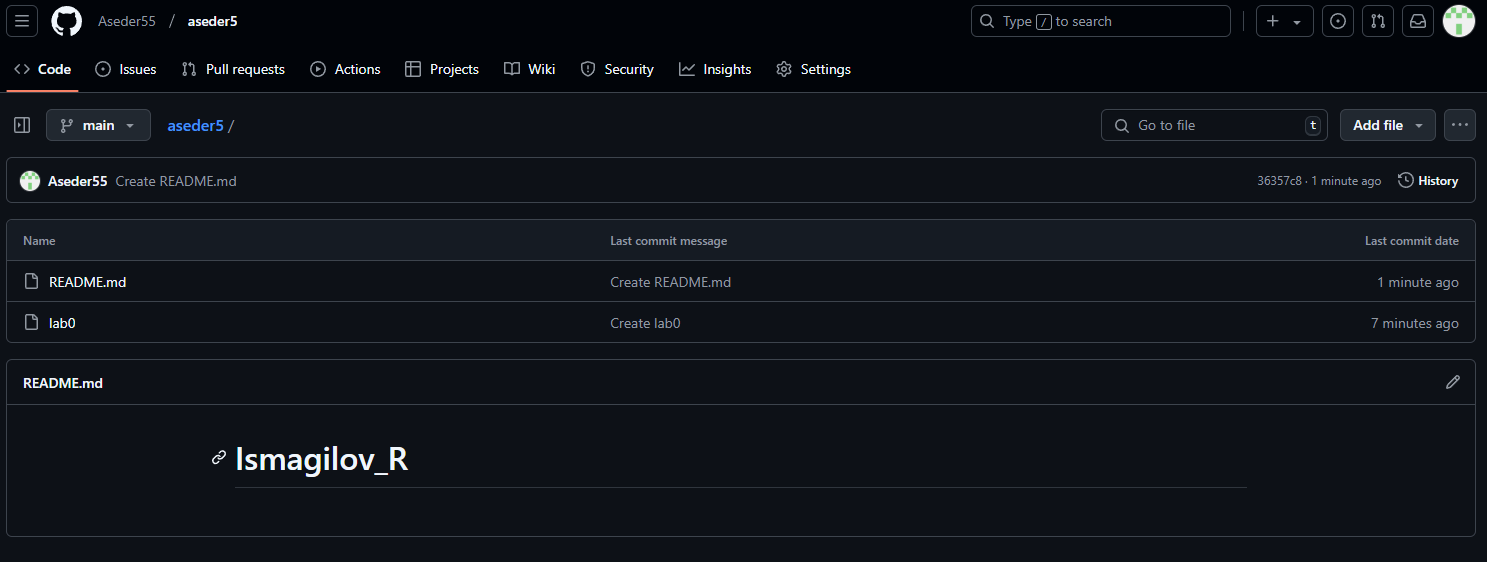 Aseder55 / aseder5 Type / to search
Code Issues Pull requests Actions Projects Wiki Security Insights Settings
main aseder5 / Go to file t Add file
Aseder55 Create README.md 36357c8 · 1 minute ago History
Name Last commit message Last commit date
README.md Create README.md 1 minute ago
lab0 Create lab0 7 minutes ago
README.md
Ismagilov_R